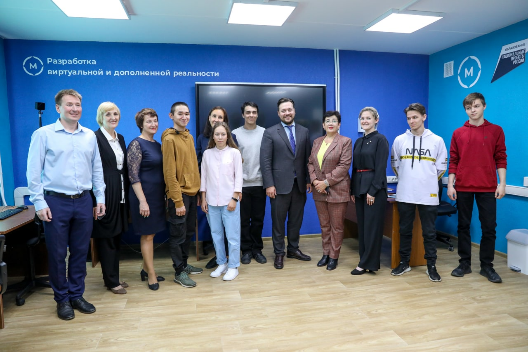 М
Разработка
виртуальной и дополненной реальности
М
NASA